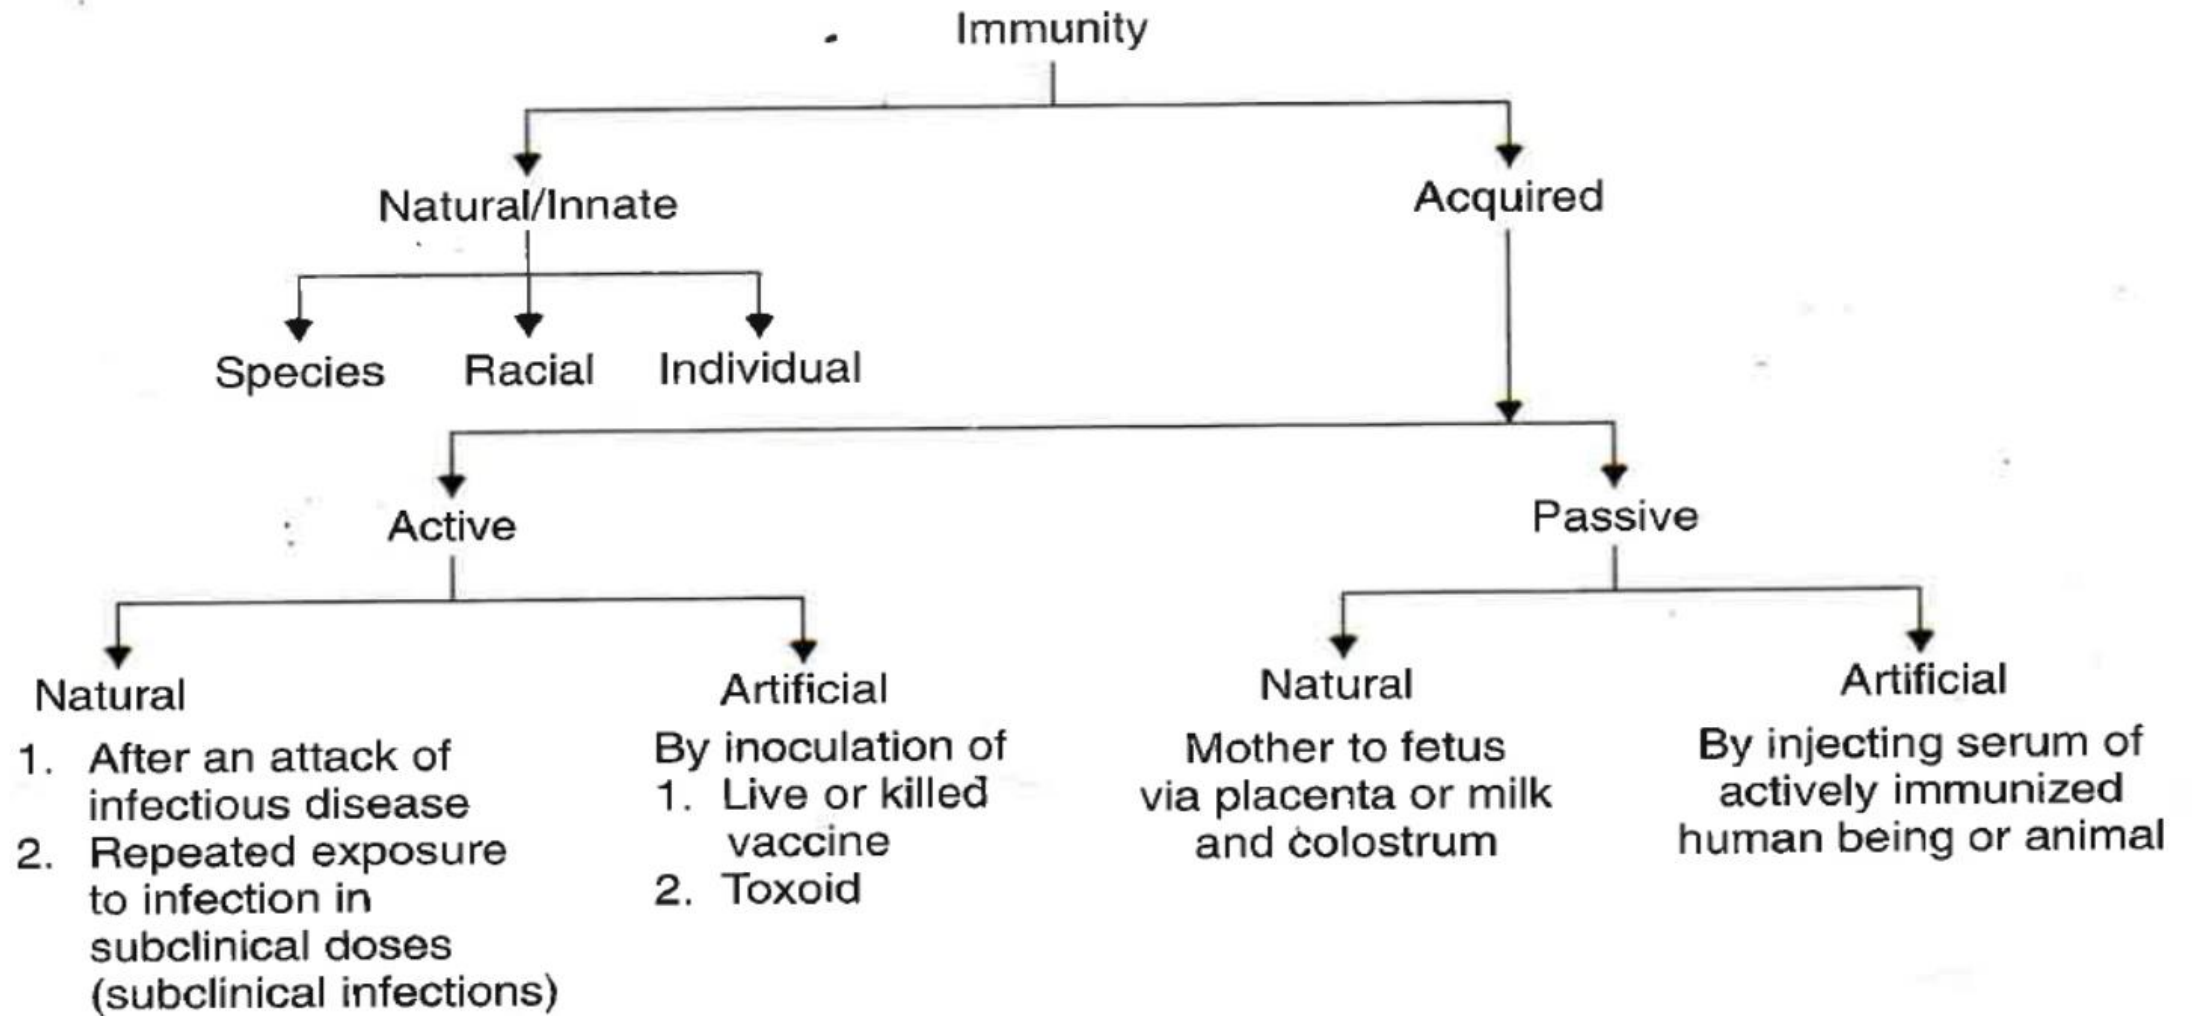 Immunity
Natural/Innate
Acquired
Species
Racial
Individual
Active
Passive
Natural
1. After an attack of
infectious disease
2. Repeated exposure
to infection in
subclinical doses
(subclinical infections)
Artificial
By inoculation of
1. Live or killed
vaccine
2. Toxoid
Natural
Mother to fetus
via placenta or milk
and colostrum
Artificial
By injecting serum of
actively immunized
human being or animal